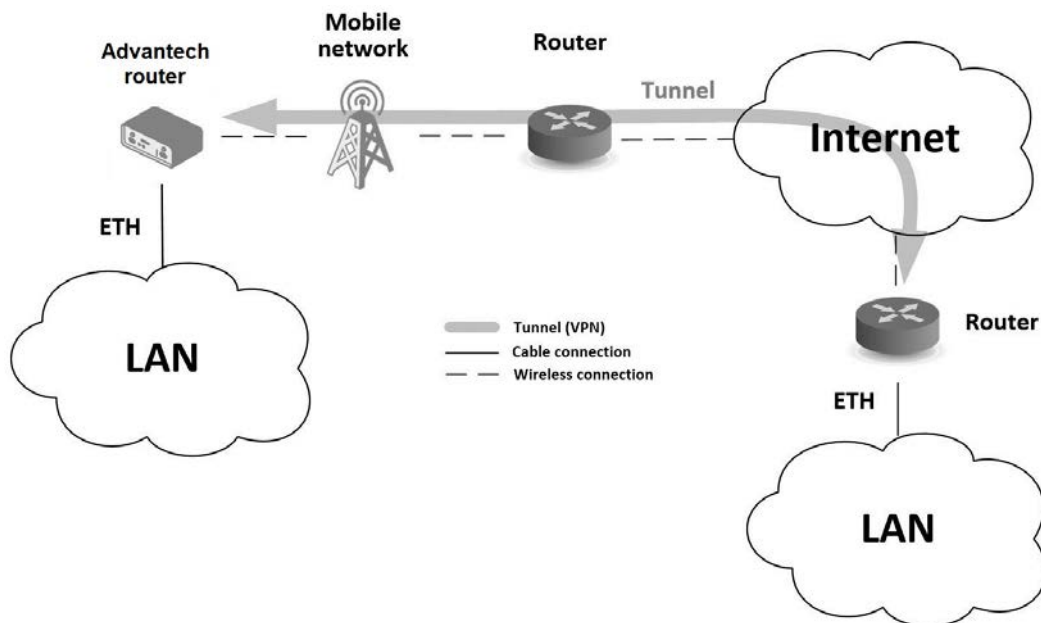 Mobile
network
Router
Advantech
router
Tunnel
Internet
ETH
LAN
Router
Tunnel (VPN)
Cable connection
Wireless connection
ETH
LAN